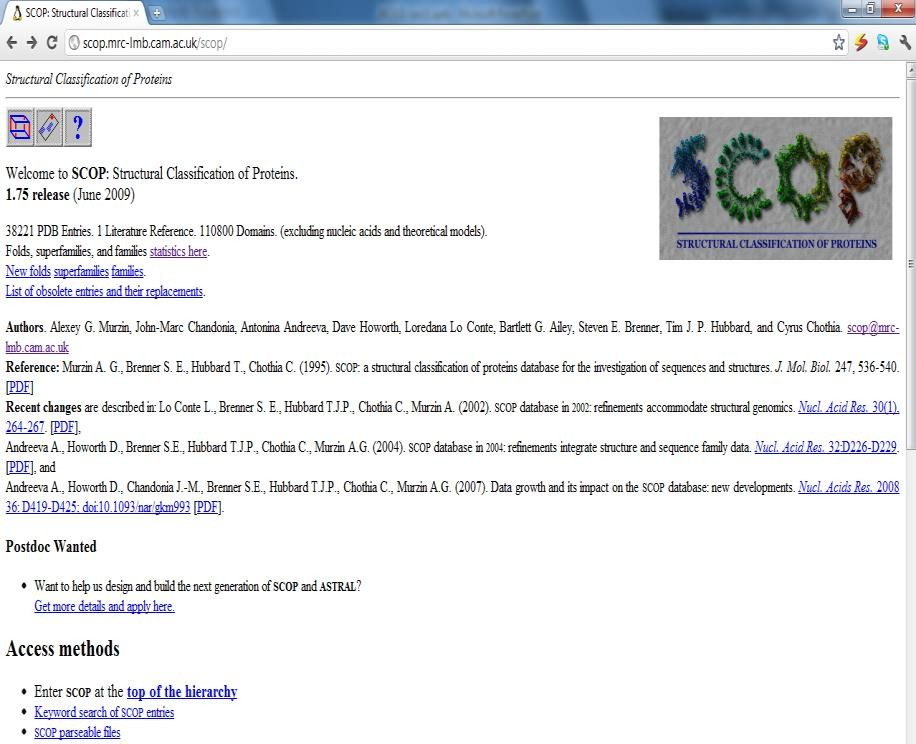 SCOP: Structural Classificati
scop.mrc-lmb.cam.ac.uk/scop/
Structural Classification of Proteins
?
Welcome to SCOP: Structural Classification of Proteins.
1.75 release (June 2009)
SCOP
STRUCTURAL CLASSIFICATION OF PROTEINS
38221 PDB Entries. 1 Literature Reference. 110800 Domains. (excluding nucleic acids and theoretical models).
Folds, superfamilies, and families statistics here.
New folds superfamilies families.
List of obsolete entries and their replacements.
Authors. Alexey G. Murzin, John-Marc Chandonia, Antonina Andreeva, Dave Howorth, Loredana Lo Conte, Bartlett G. Ailey, Steven E. Brenner, Tim J. P. Hubbard, and Cyrus Chothia. scop@mrc-
lmb.cam.ac.uk
Reference: Murzin A. G., Brenner S. E., Hubbard T., Chothia C. (1995). SCOP: a structural classification of proteins database for the investigation of sequences and structures. J. Mol. Biol. 247, 536-540.
[PDF]
Recent changes are described in: Lo Conte L., Brenner S. E., Hubbard T.J.P., Chothia C., Murzin A. (2002). SCOP database in 2002: refinements accommodate structural genomics. Nucl. Acid Res. 30(1),
264-267. [PDF],
Andreeva A., Howorth D., Brenner S.E., Hubbard T.J.P., Chothia C., Murzin A.G. (2004). SCOP database in 2004: refinements integrate structure and sequence family data. Nucl. Acid Res. 32:D226-D229.
[PDF], and
Andreeva A., Howorth D., Chandonia J.-M., Brenner S.E., Hubbard T.J.P., Chothia C., Murzin A.G. (2007). Data growth and its impact on the SCOP database: new developments. Nucl. Acids Res. 2008
36: D419-D425; doi:10.1093/nar/gkm993 [PDF].
Postdoc Wanted
• Want to help us design and build the next generation of SCOP and ASTRAL?
Get more details and apply here.
Access methods
• Enter SCOP at the top of the hierarchy
• Keyword search of SCOP entries
• SCOP parseable files